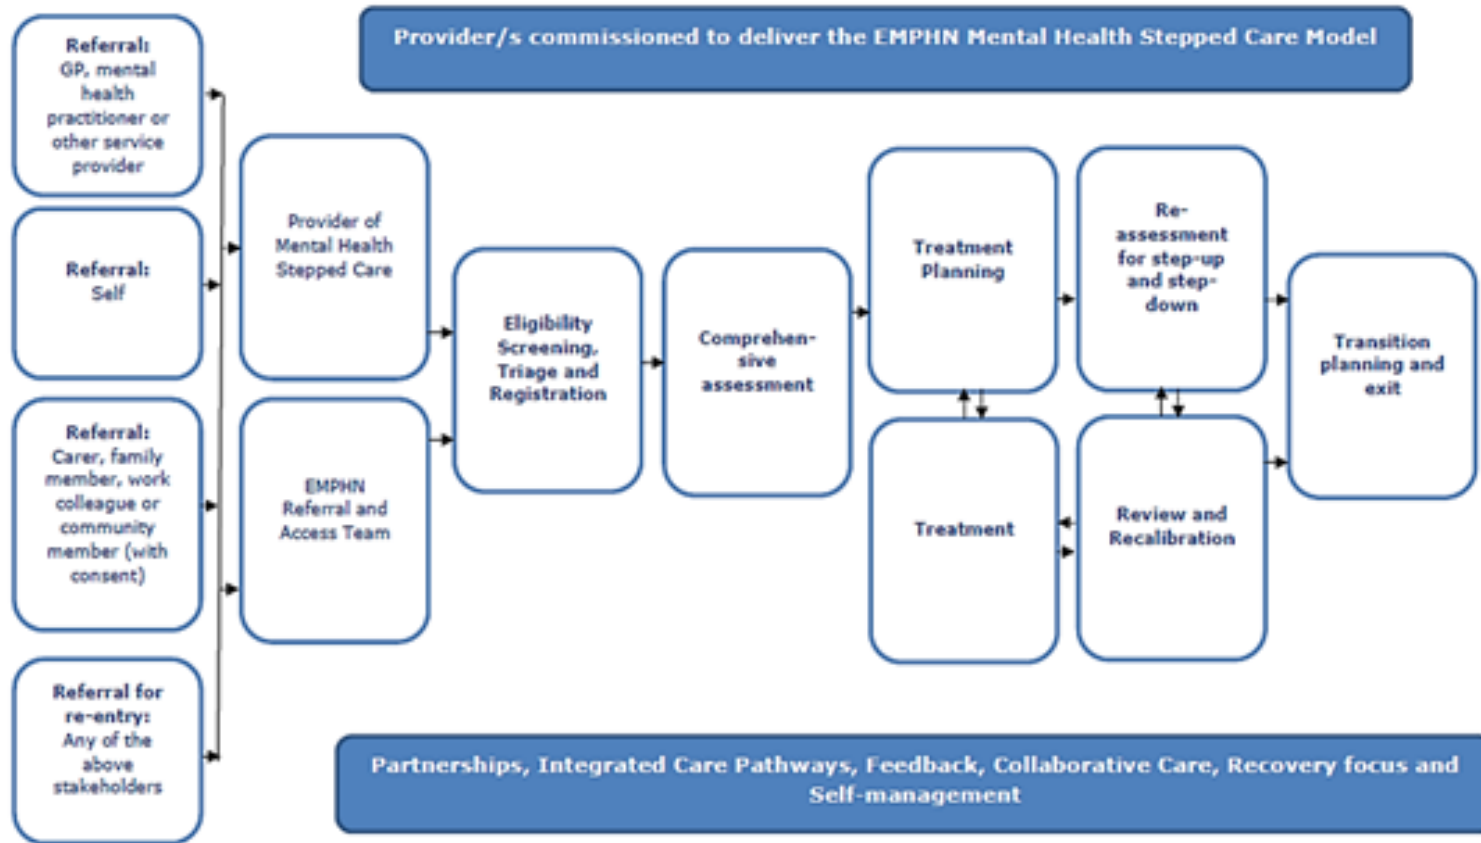 Provider/s commissioned to deliver the EMPHN Mental Health Stepped Care Model
Referral:
GP, mental
health
practitioner or
other service
provider
Referral:
Self
Referral:
Carer, family
member, work
colleague or
community
member (with
consent)
Referral for
re-entry:
Any of the
above
stakeholders
Provider of
Mental Health
Stepped Care
EMPHN
Referral and
Access Team
Eligibility
Screening,
Triage and
Registration
Comprehen-
sive
assessment
Treatment
Planning
Treatment
Re-
assessment
for step-up
and step-
down
Review and
Recalibration
Transition
planning and
exit
Partnerships, Integrated Care Pathways, Feedback, Collaborative Care, Recovery focus and
Self-management